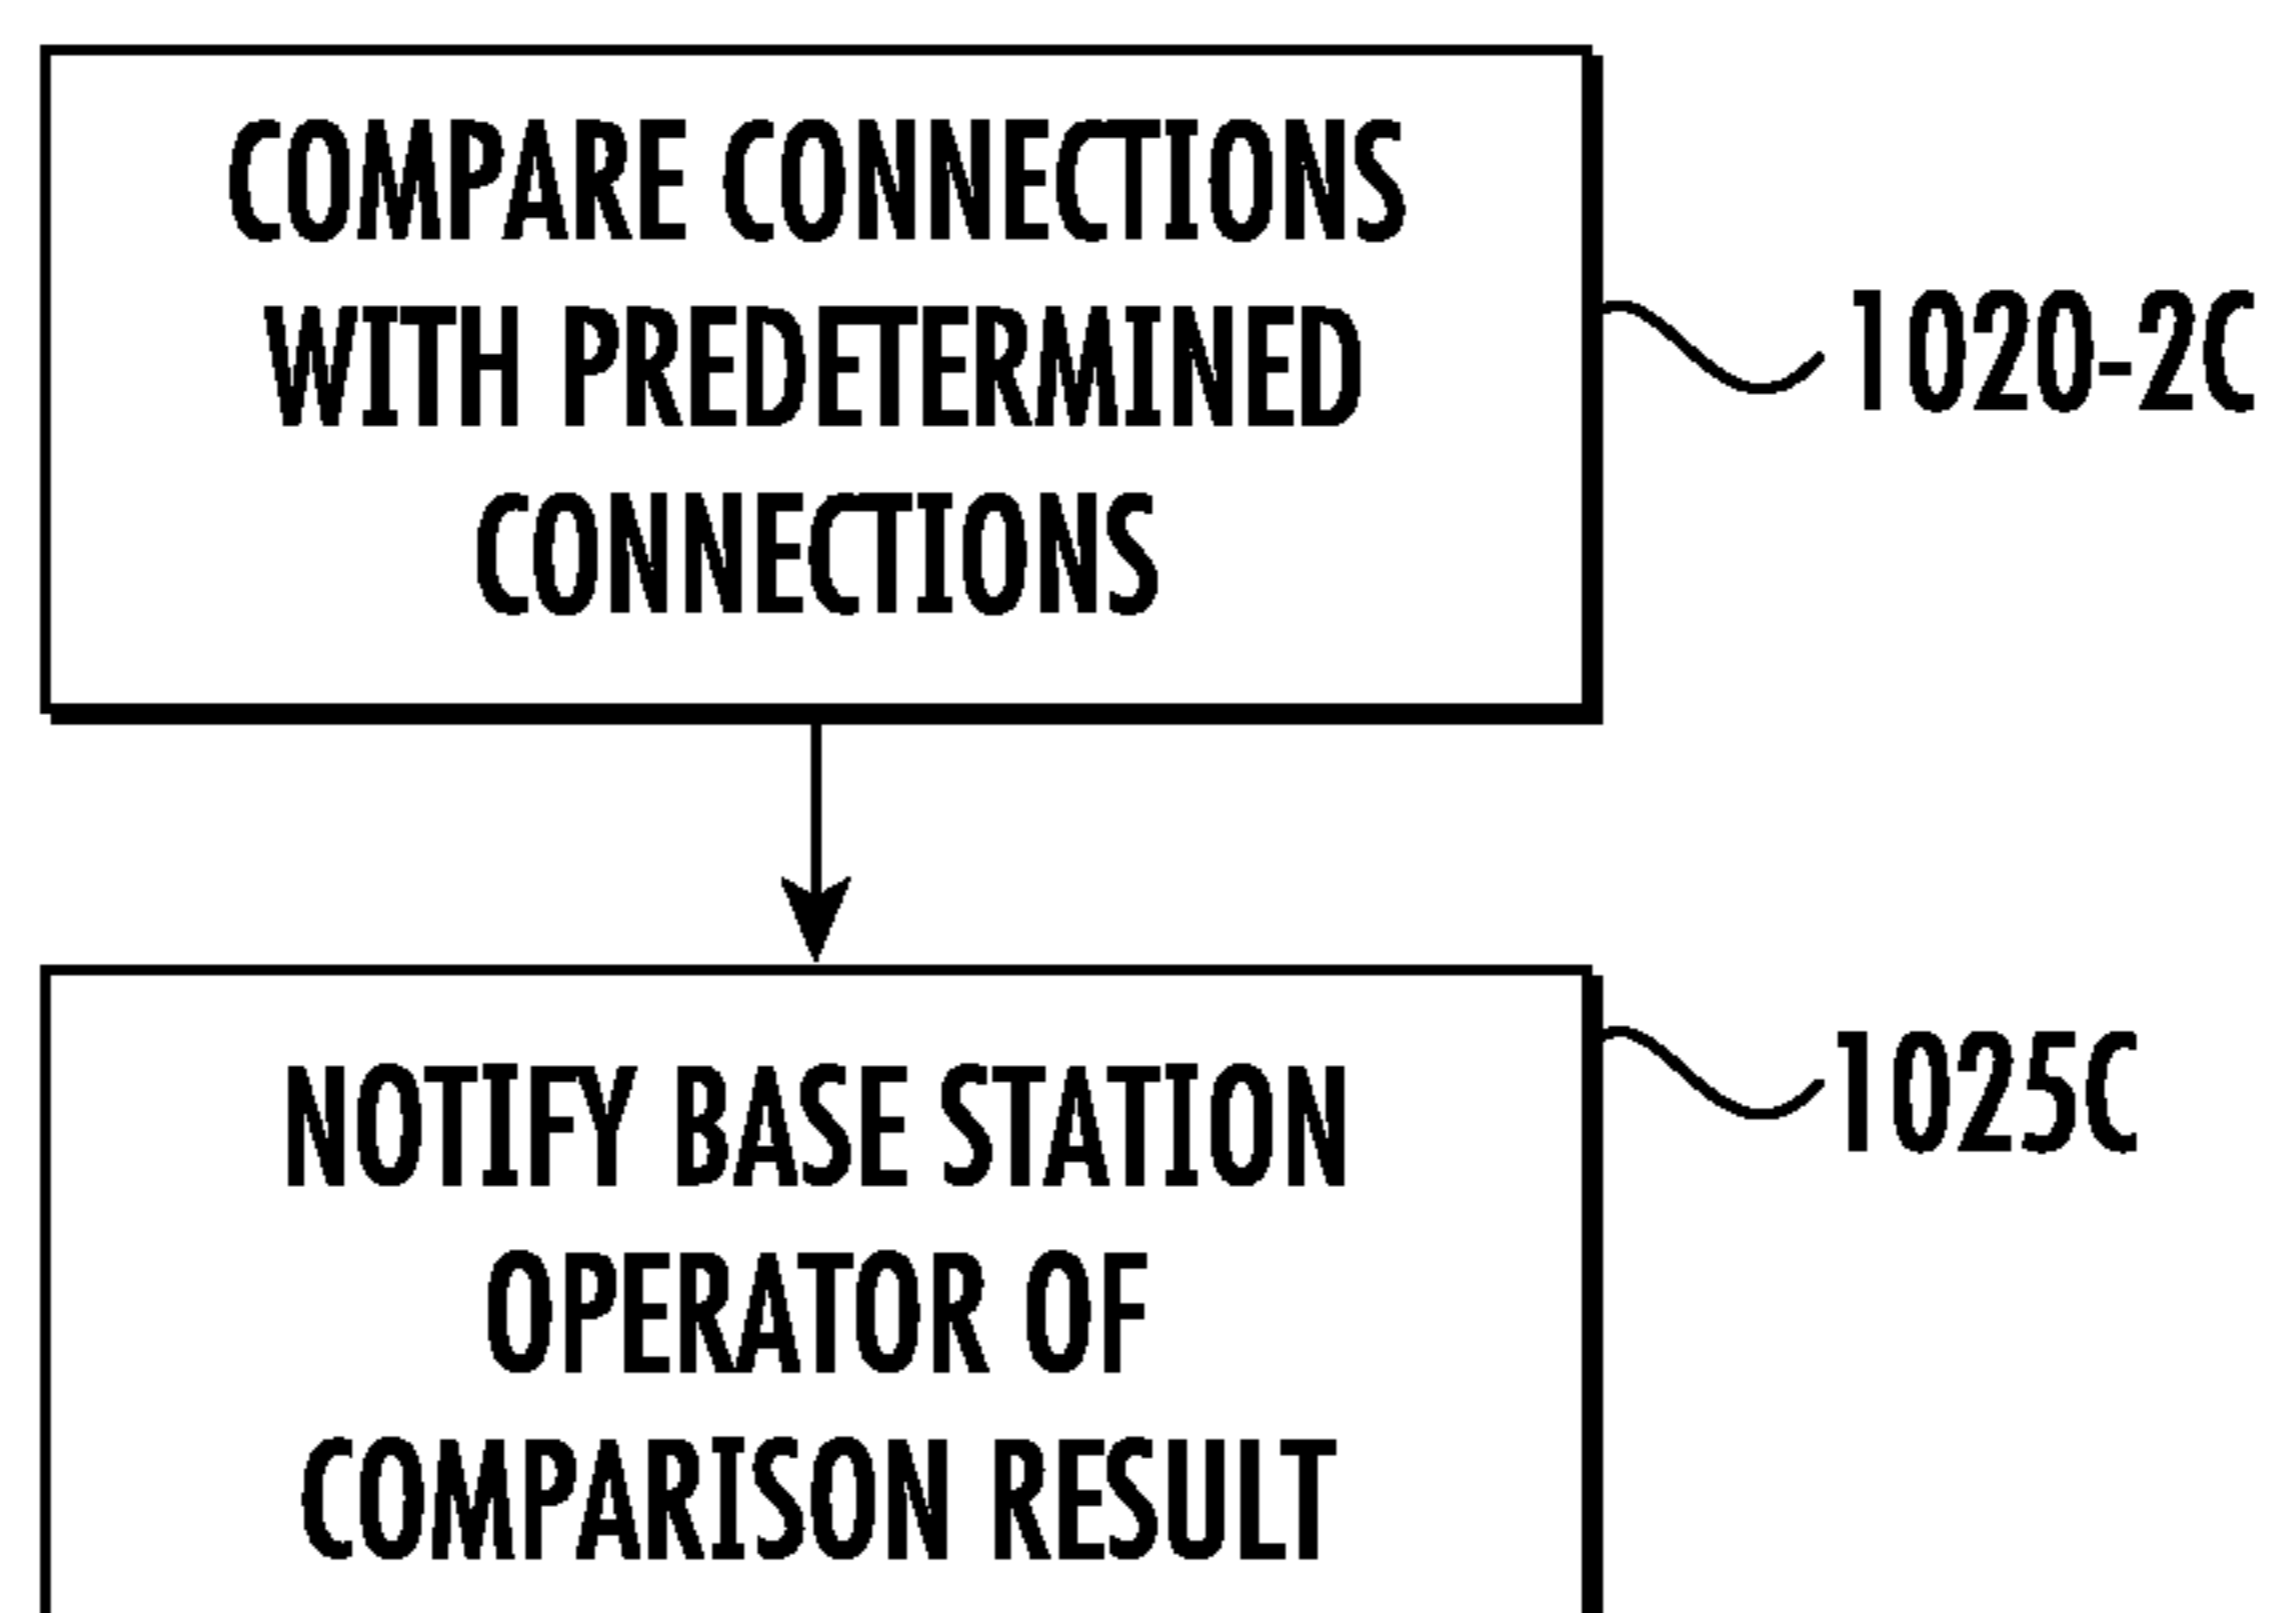 COMPARE CONNECTIONS
WITH PREDETERMINED
CONNECTIONS
1020-2C
NOTIFY BASE STATION
OPERATOR OF
COMPARISON RESULT
1025C